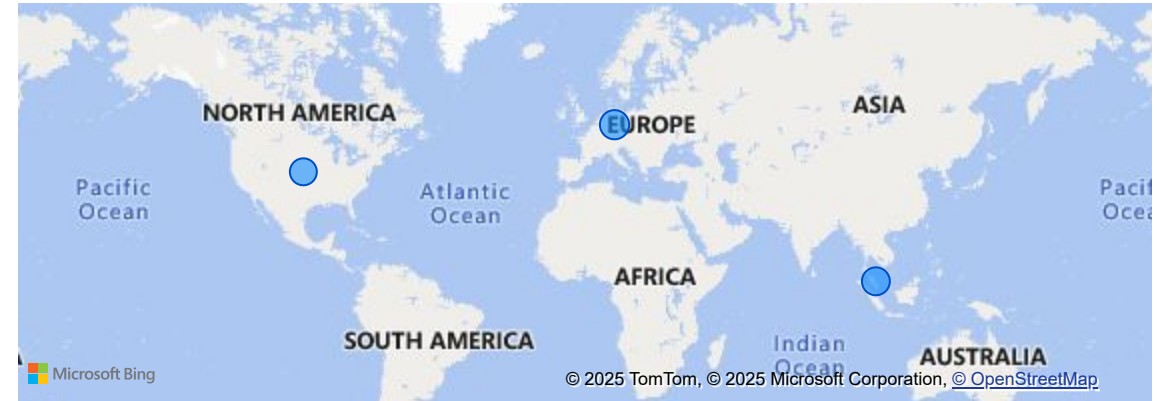 NORTH AMERICA
EUROPE
ASIA
Pacific
Ocean
Atlantic
Ocean
Pacif
Ocea
AFRICA
SOUTH AMERICA
Indian
Ocean
AUSTRALIA
Microsoft Bing
© 2025 TomTom, © 2025 Microsoft Corporation, © OpenStreetMap